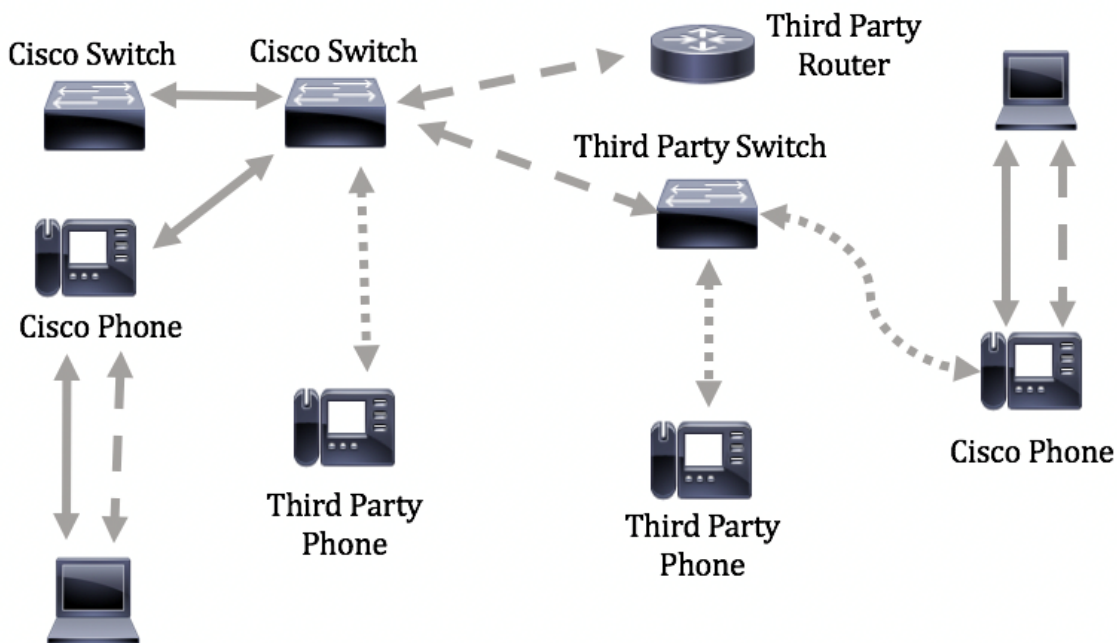 Cisco Switch
Cisco Switch
Third Party
Router
Third Party Switch
Cisco Phone
Cisco Phone
Third Party
Phone
Third Party
Phone